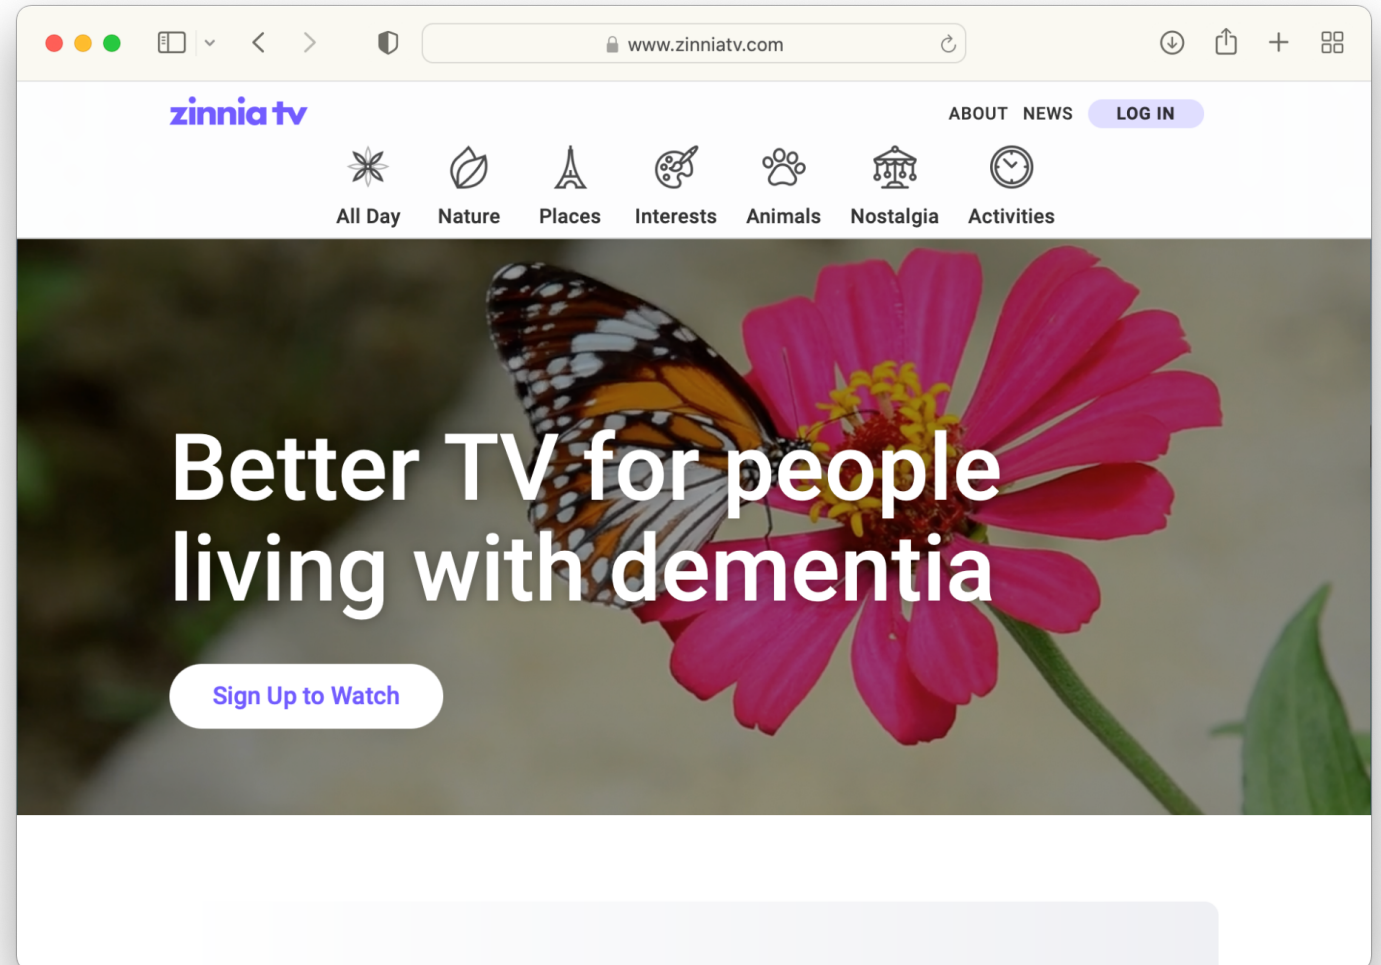 www.zinniatv.com
zinnia tv
ABOUT NEWS LOG IN
All Day Nature Places Interests Animals Nostalgia Activities
Better TV for people
living with dementia
Sign Up to Watch